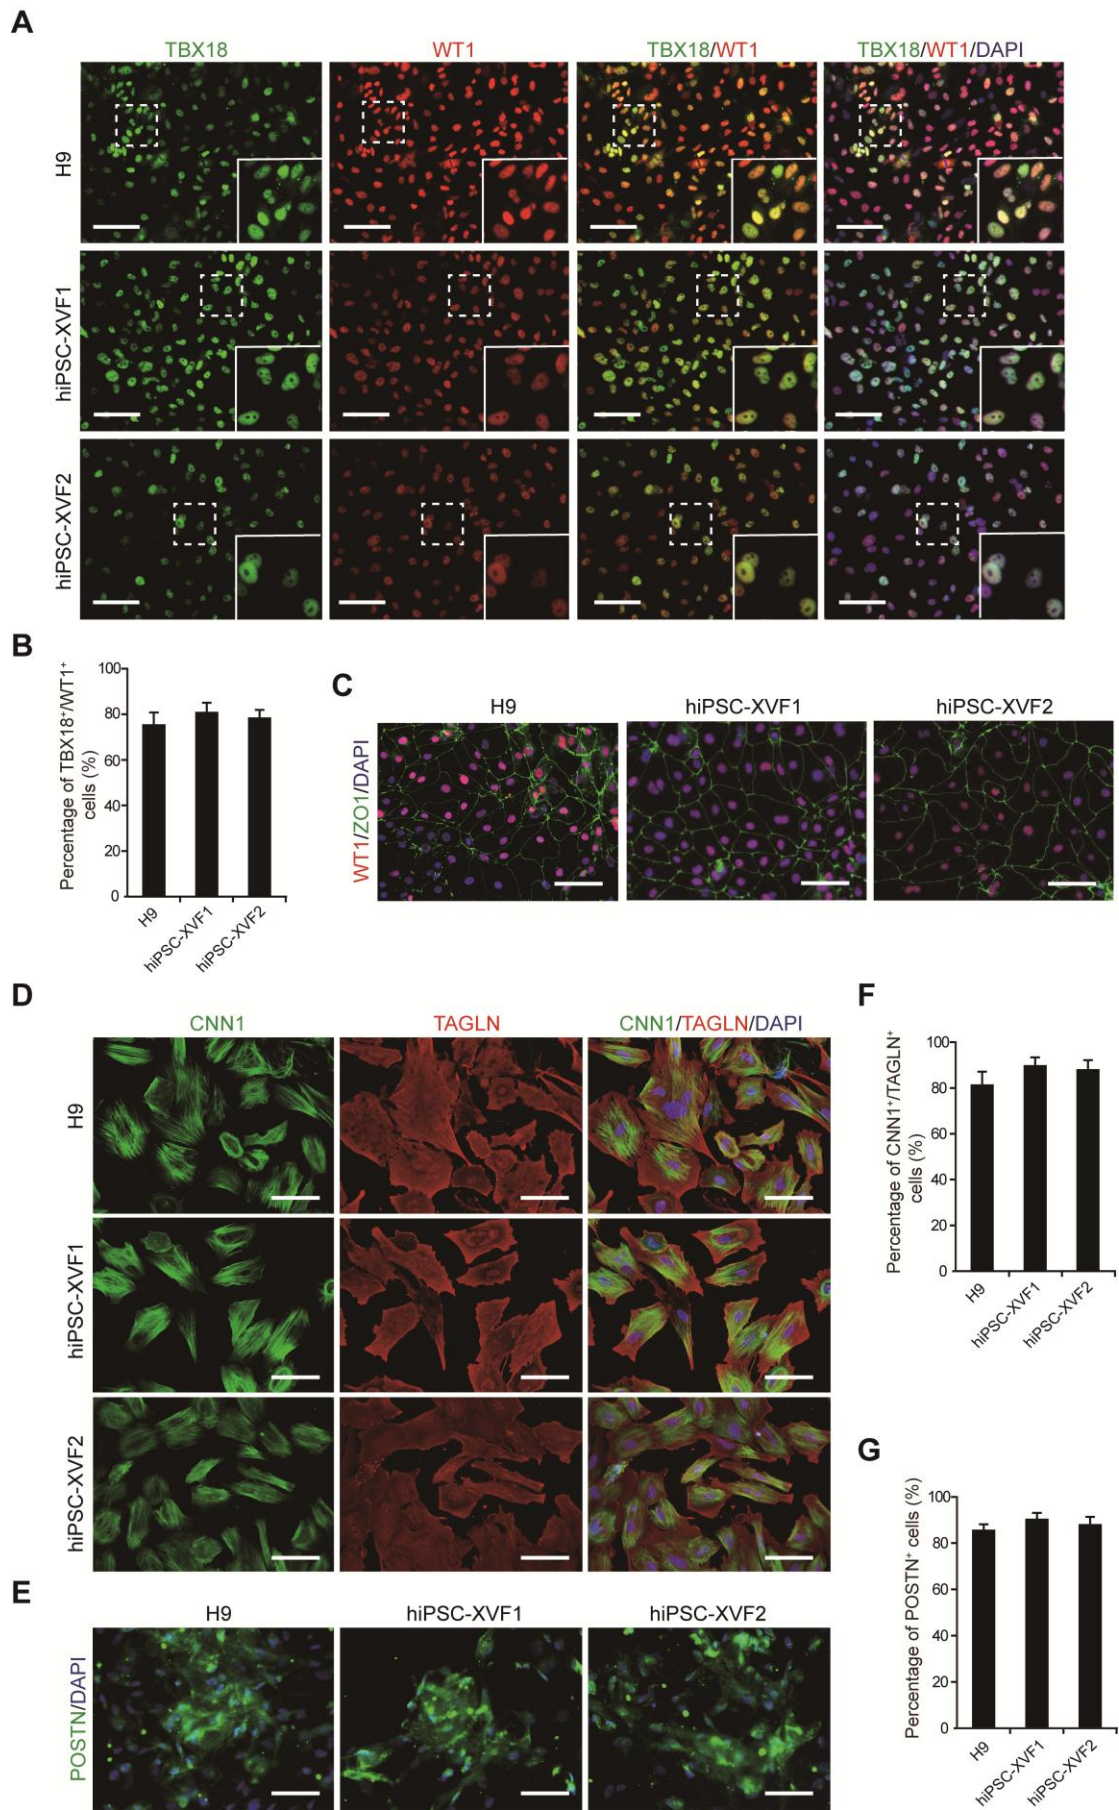 A
TBX18 WT1 TBX18/WT1 TBX18/WT1/DAPI
H9
hiPSC-XVF1
hiPSC-XVF2
B
Percentage of TBX18⁺/WT1⁺
cells (%)
100
80
60
40
20
0
H9 hiPSC-XVF1 hiPSC-XVF2
C
H9 hiPSC-XVF1 hiPSC-XVF2
WT1/ZO1/DAPI
D
CNN1 TAGLN CNN1/TAGLN/DAPI
H9
hiPSC-XVF1
hiPSC-XVF2
E
H9 hiPSC-XVF1 hiPSC-XVF2
POSTN/DAPI
F
Percentage of CNN1⁺/TAGLN⁺
cells (%)
100
80
60
40
20
0
H9 hiPSC-XVF1 hiPSC-XVF2
G
Percentage of POSTN⁺ cells (%)
100
80
60
40
20
0
H9 hiPSC-XVF1 hiPSC-XVF2